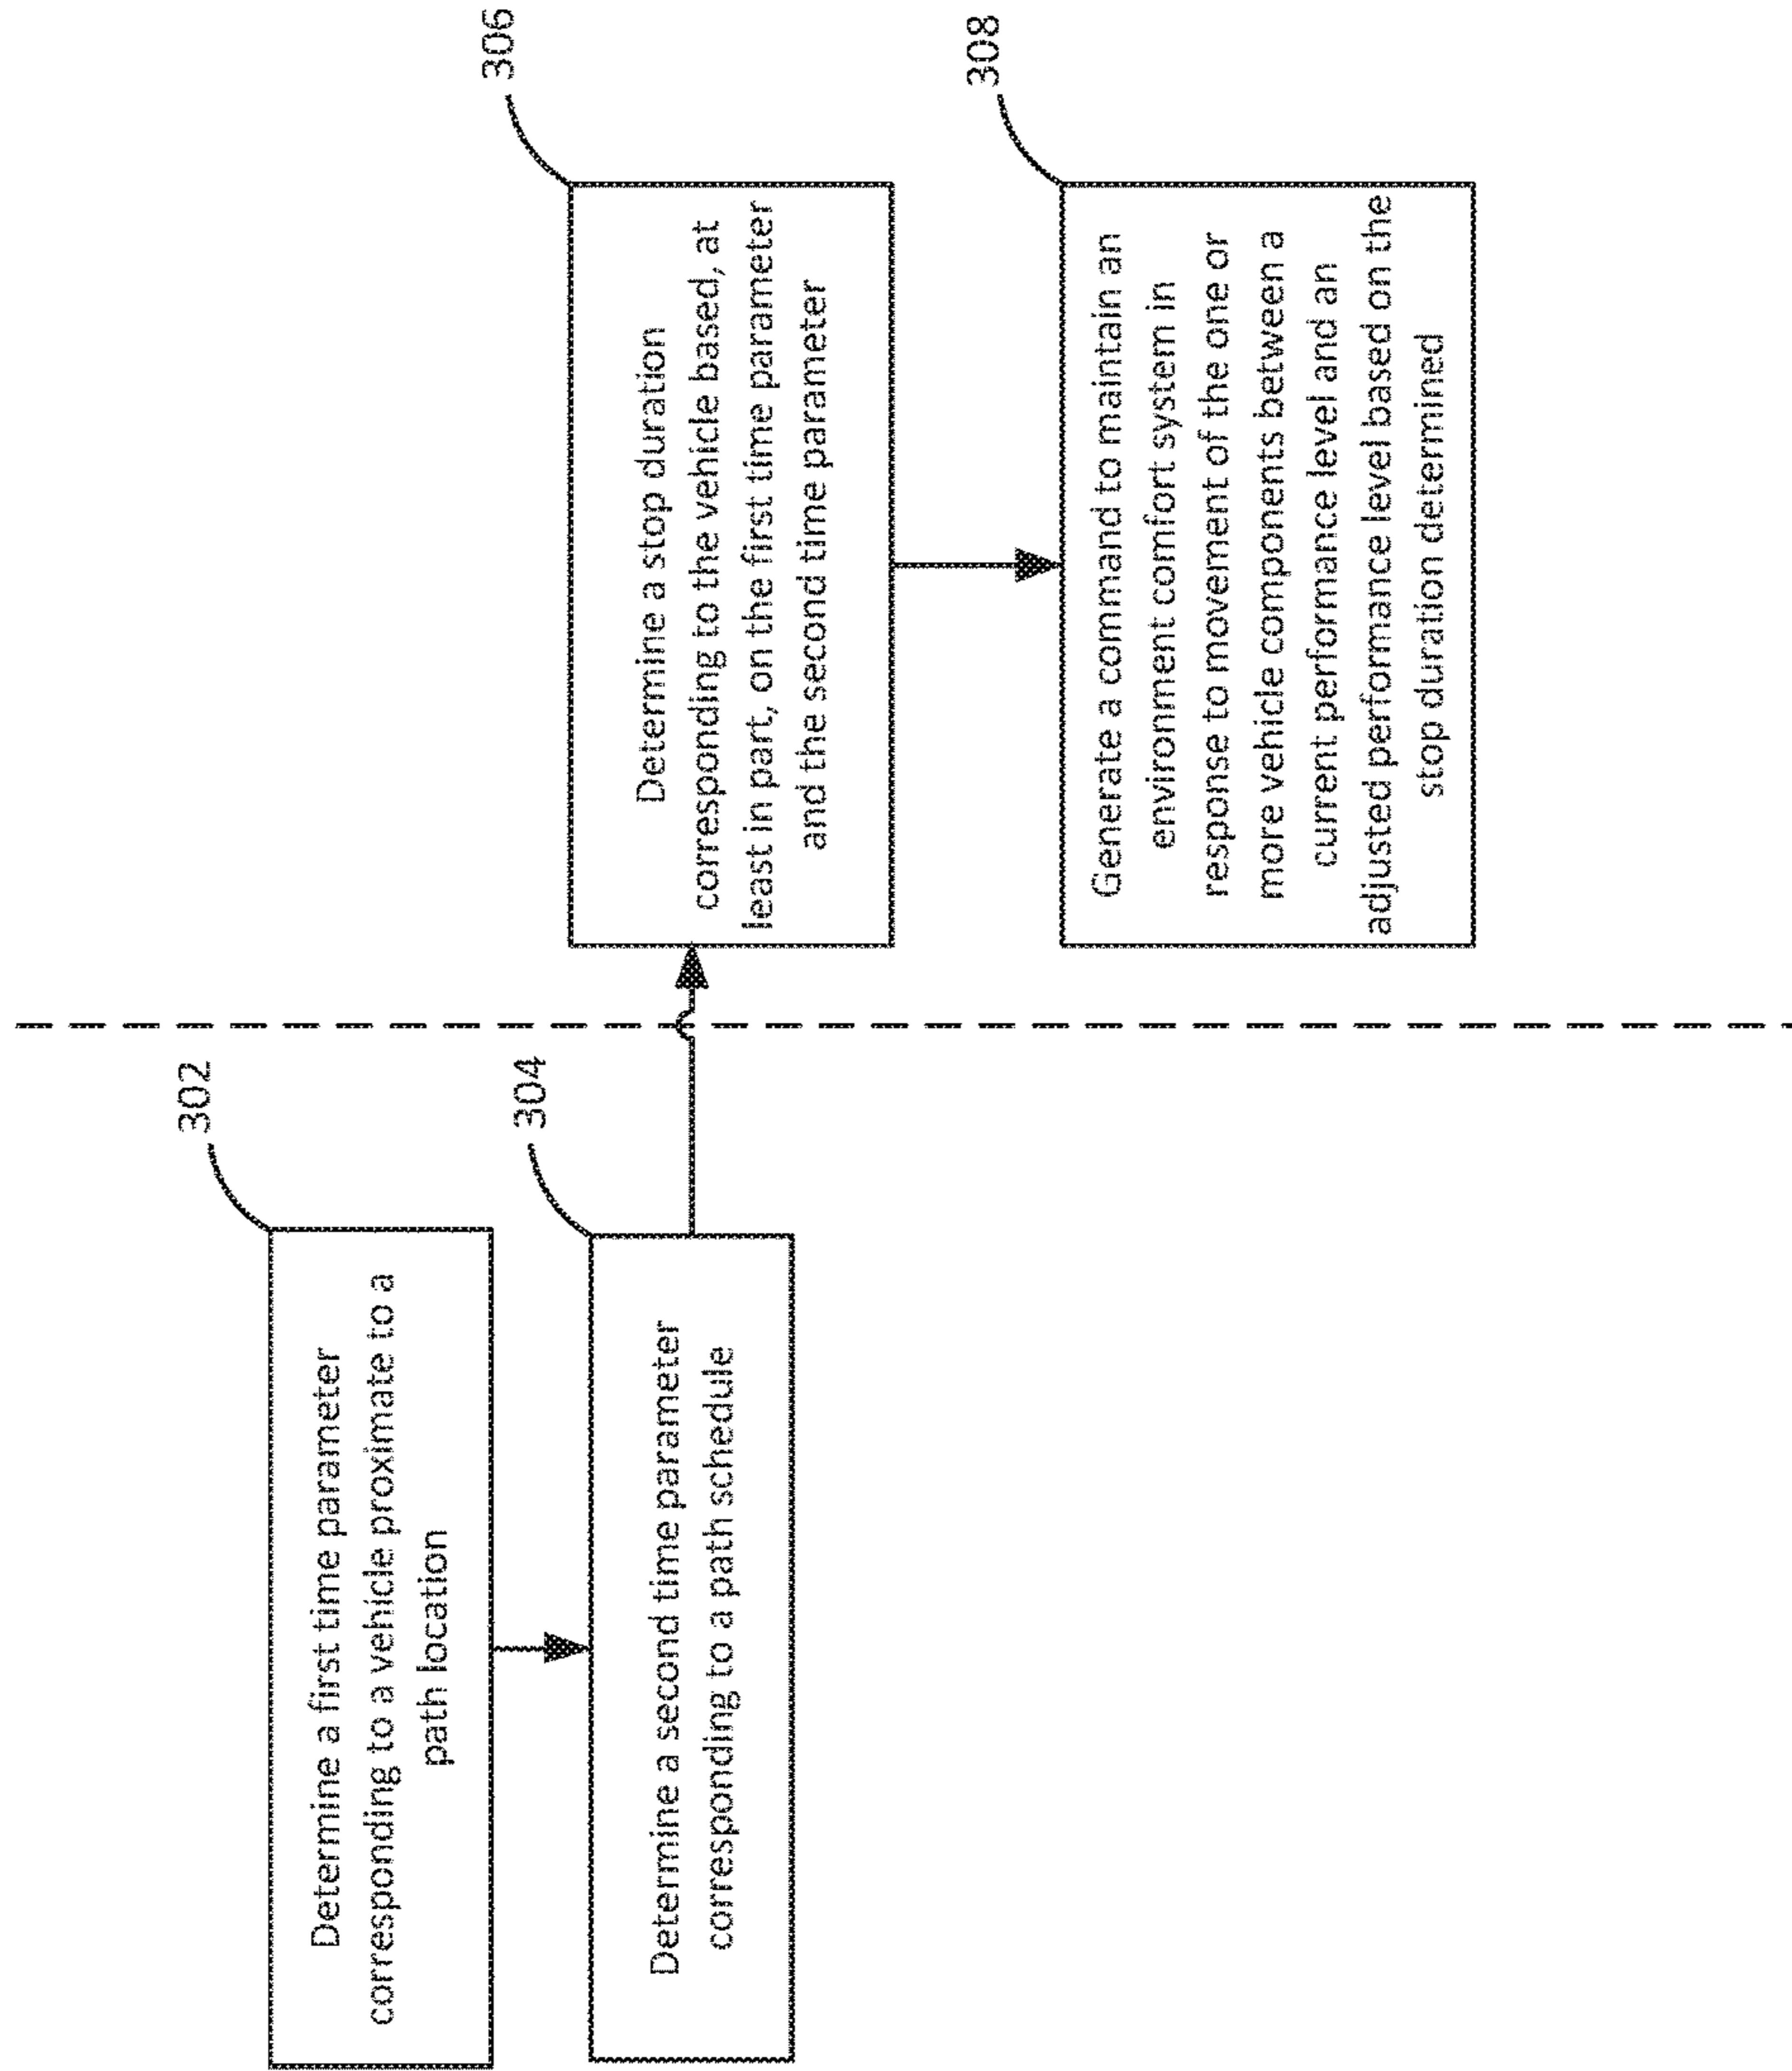 302
Determine a first time parameter
corresponding to a vehicle proximate to a
path location
304
Determine a second time parameter
corresponding to a path schedule
306
Determine a stop duration
corresponding to the vehicle based, at
least in part, on the first time parameter
and the second time parameter
308
Generate a command to maintain an
environment comfort system in
response to movement of the one or
more vehicle components between a
current performance level and an
adjusted performance level based on the
stop duration determined